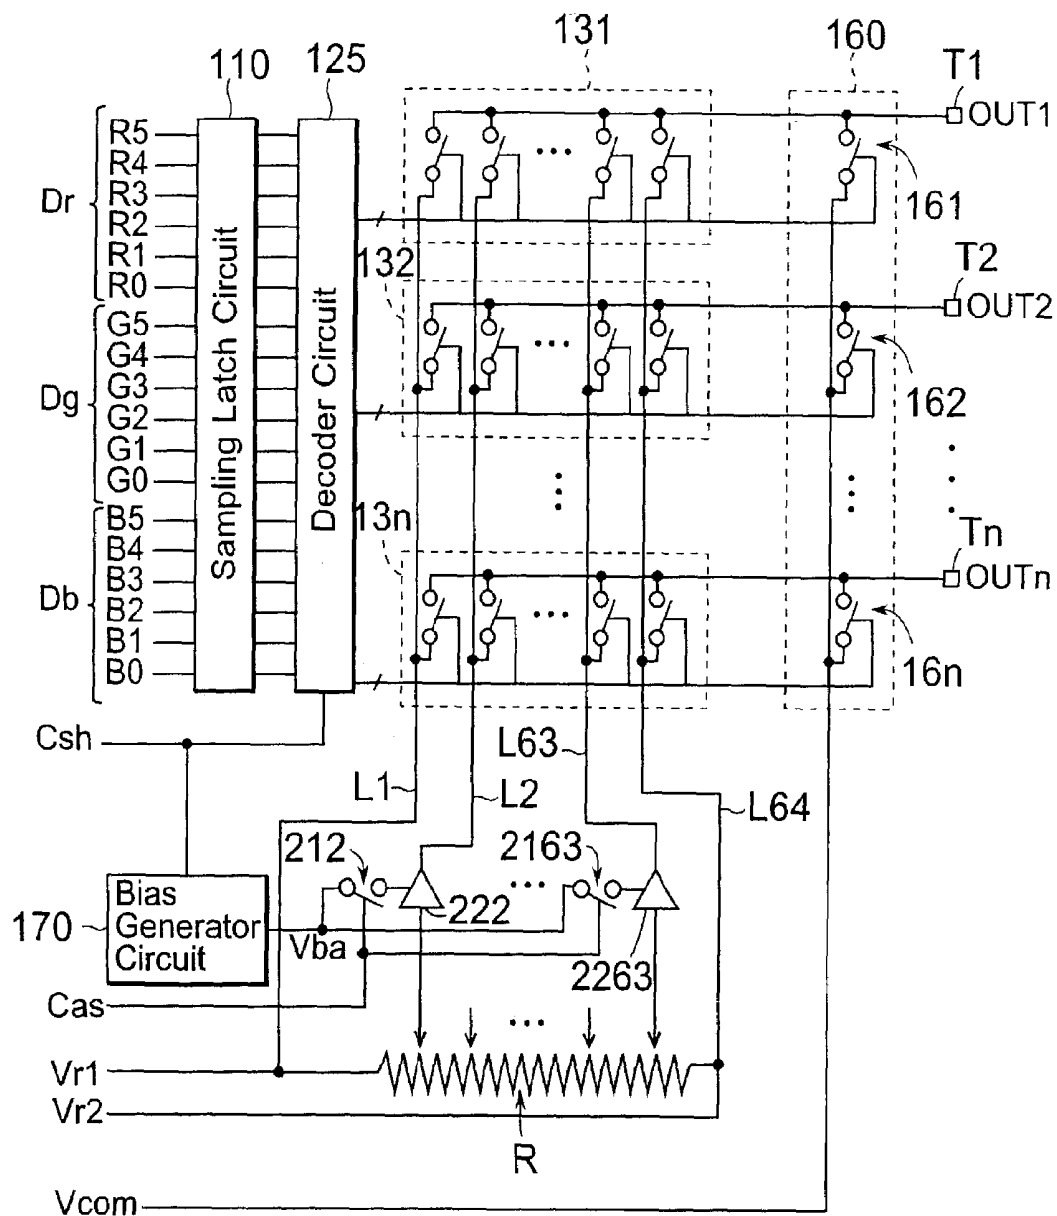 131
160
110
125
T1
OUT1
R5
R4
R3
R2
R1
R0
Dr
161
132
T2
OUT2
G5
G4
G3
G2
G1
G0
Dg
162
Sampling Latch Circuit
Decoder Circuit
13n
Tn
OUTn
B5
B4
B3
B2
B1
B0
Db
16n
Csh
L63
L1
L2
L64
212
2163
Bias
Generator
Circuit
170
222
Vba
2263
Cas
Vr1
Vr2
R
Vcom